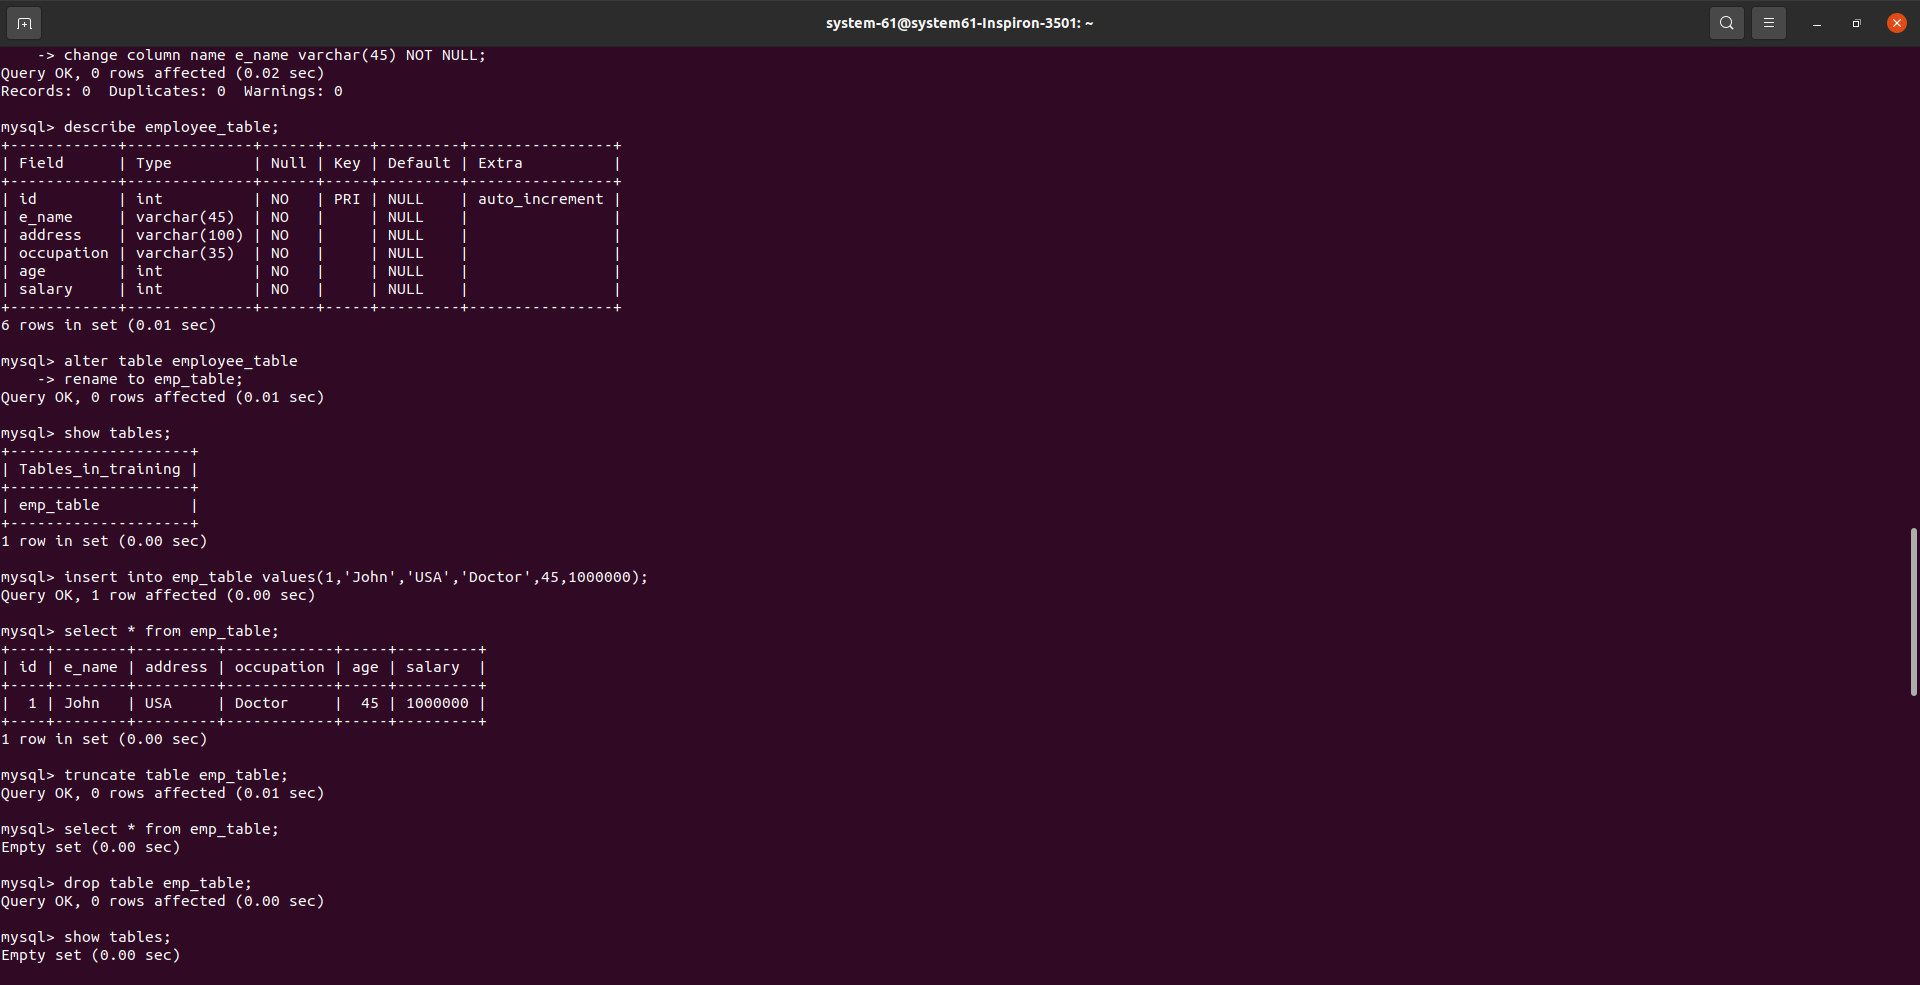 system-61@system61-Inspiron-3501: ~
    -> change column name e_name varchar(45) NOT NULL;
Query OK, 0 rows affected (0.02 sec)
Records: 0  Duplicates: 0  Warnings: 0

mysql> describe employee_table;
+------------+--------------+------+-----+---------+----------------+
| Field      | Type         | Null | Key | Default | Extra          |
+------------+--------------+------+-----+---------+----------------+
| id         | int          | NO   | PRI | NULL    | auto_increment |
| e_name     | varchar(45)  | NO   |     | NULL    |                |
| address    | varchar(100) | NO   |     | NULL    |                |
| occupation | varchar(35)  | NO   |     | NULL    |                |
| age        | int          | NO   |     | NULL    |                |
| salary     | int          | NO   |     | NULL    |                |
+------------+--------------+------+-----+---------+----------------+
6 rows in set (0.01 sec)

mysql> alter table employee_table
    -> rename to emp_table;
Query OK, 0 rows affected (0.01 sec)

mysql> show tables;
+--------------------+
| Tables_in_training |
+--------------------+
| emp_table          |
+--------------------+
1 row in set (0.00 sec)

mysql> insert into emp_table values(1,'John','USA','Doctor',45,1000000);
Query OK, 1 row affected (0.00 sec)

mysql> select * from emp_table;
+----+--------+---------+------------+-----+---------+
| id | e_name | address | occupation | age | salary  |
+----+--------+---------+------------+-----+---------+
|  1 | John   | USA     | Doctor     |  45 | 1000000 |
+----+--------+---------+------------+-----+---------+
1 row in set (0.00 sec)

mysql> truncate table emp_table;
Query OK, 0 rows affected (0.01 sec)

mysql> select * from emp_table;
Empty set (0.00 sec)

mysql> drop table emp_table;
Query OK, 0 rows affected (0.00 sec)

mysql> show tables;
Empty set (0.00 sec)